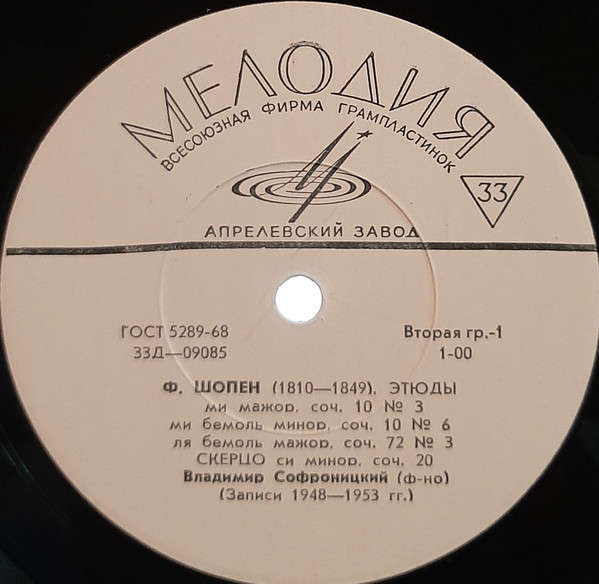 МЕЛОДИЯ
ВСЕСОЮЗНАЯ ФИРМА ГРАМПЛАСТИНОК
33
АПРЕЛЕВСКИЙ ЗАВОД
ГОСТ 5289-68 Вторая гр.-1
33Д—09085 1-00
Ф. ШОПЕН (1810—1849). ЭТЮДЫ
ми мажор, соч. 10 № 3
ми бемоль минор, соч. 10 № 6
ля бемоль мажор, соч. 72 № 3
СКЕРЦО си минор, соч. 20
Владимир Софроницкий (ф-но)
(Записи 1948—1953 гг.)